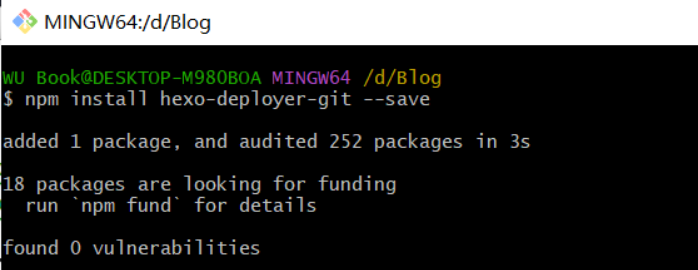 MINGW64:/d/Blog
WU Book@DESKTOP-M980BOA MINGW64 /d/Blog
$ npm install hexo-deployer-git --save
added 1 package, and audited 252 packages in 3s
18 packages are looking for funding
run `npm fund` for details
found 0 vulnerabilities